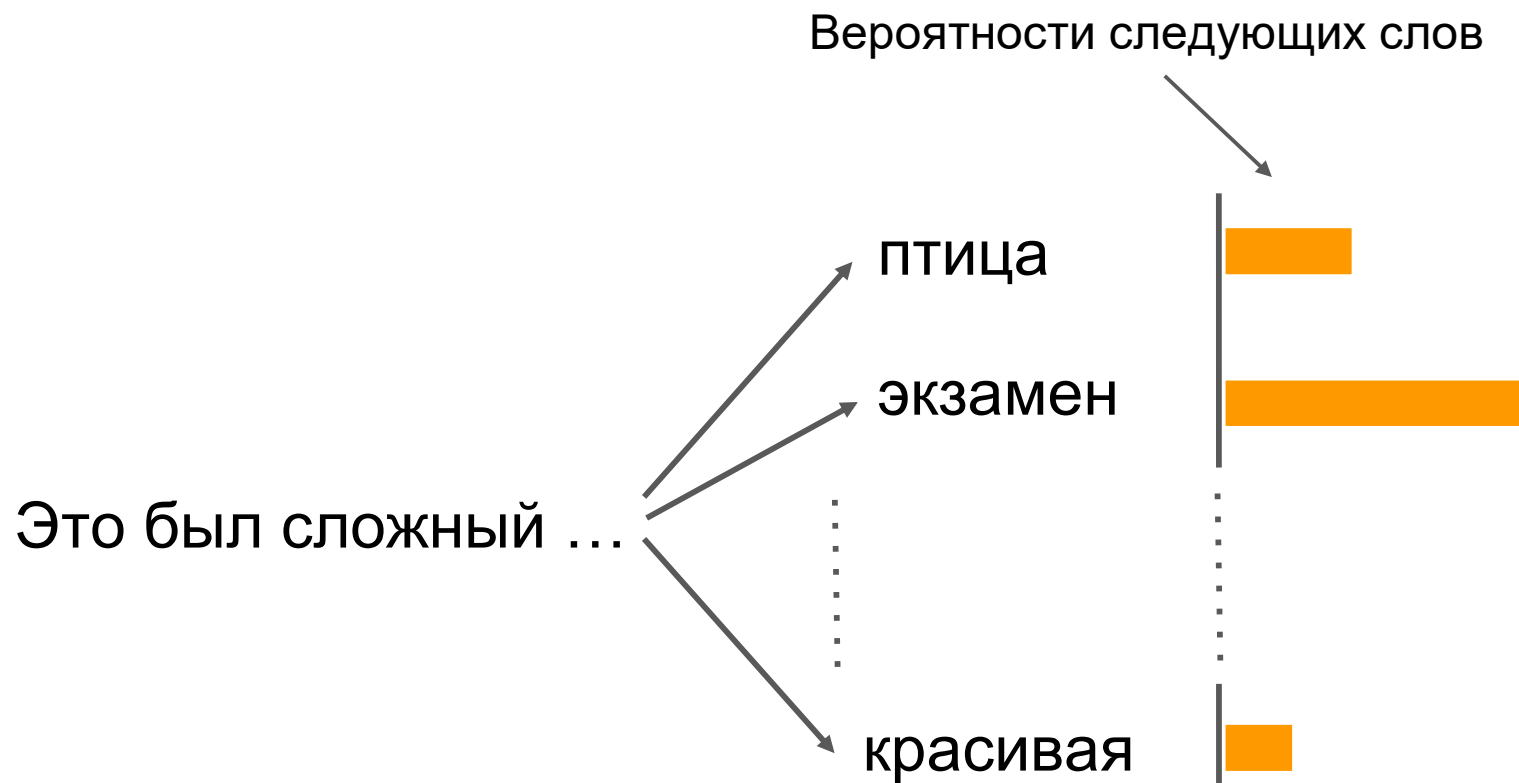 Вероятности следующих слов
птица
экзамен
Это был сложный …
красивая